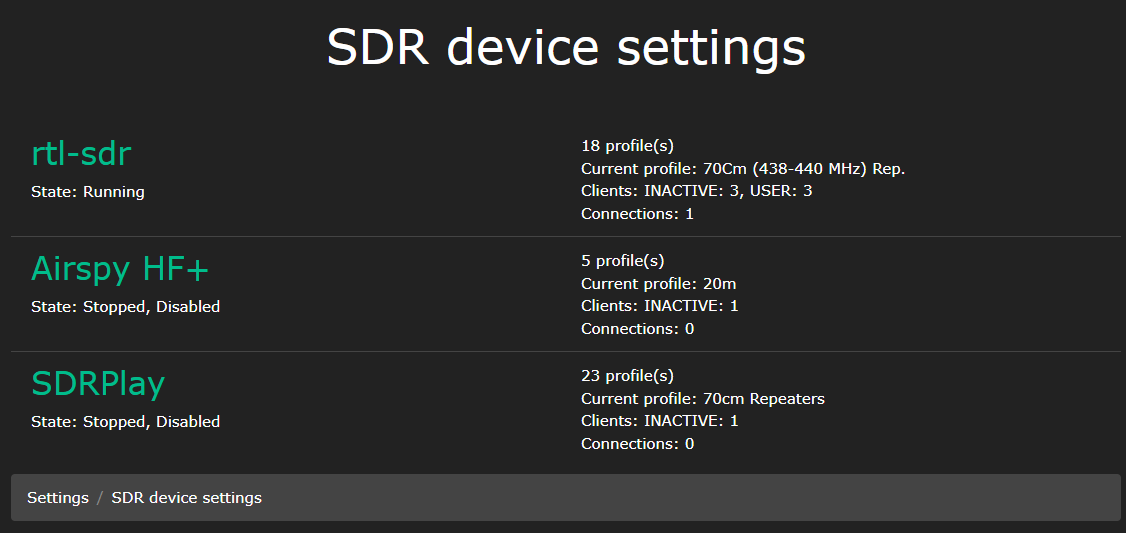 SDR device settings
rtl-sdr
State: Running
18 profile(s)
Current profile: 70Cm (438-440 MHz) Rep.
Clients: INACTIVE: 3, USER: 3
Connections: 1
Airspy HF+
State: Stopped, Disabled
5 profile(s)
Current profile: 20m
Clients: INACTIVE: 1
Connections: 0
SDRPlay
State: Stopped, Disabled
23 profile(s)
Current profile: 70cm Repeaters
Clients: INACTIVE: 1
Connections: 0
Settings / SDR device settings